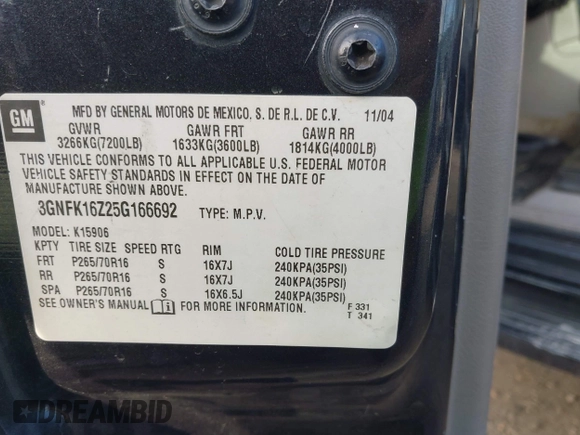 GM
MFD BY GENERAL MOTORS DE MEXICO, S. DE R.L. DE C.V. 11/04
GVWR GAWR FRT GAWR RR
3266KG(7200LB) 1633KG(3600LB) 1814KG(4000LB)
THIS VEHICLE CONFORMS TO ALL APPLICABLE U.S. FEDERAL MOTOR
VEHICLE SAFETY STANDARDS IN EFFECT ON THE DATE OF
MANUFACTURE SHOWN ABOVE.
3GNFK16Z25G166692 TYPE: M.P.V.
MODEL: K15906
KPTY TIRE SIZE SPEED RTG RIM COLD TIRE PRESSURE
FRT P265/70R16 S 16X7J 240KPA(35PSI)
RR P265/70R16 S 16X7J 240KPA(35PSI)
SPA P265/70R16 S 16X6.5J 240KPA(35PSI)
SEE OWNER'S MANUAL FOR MORE INFORMATION. F 331
T 341
DREAMBID